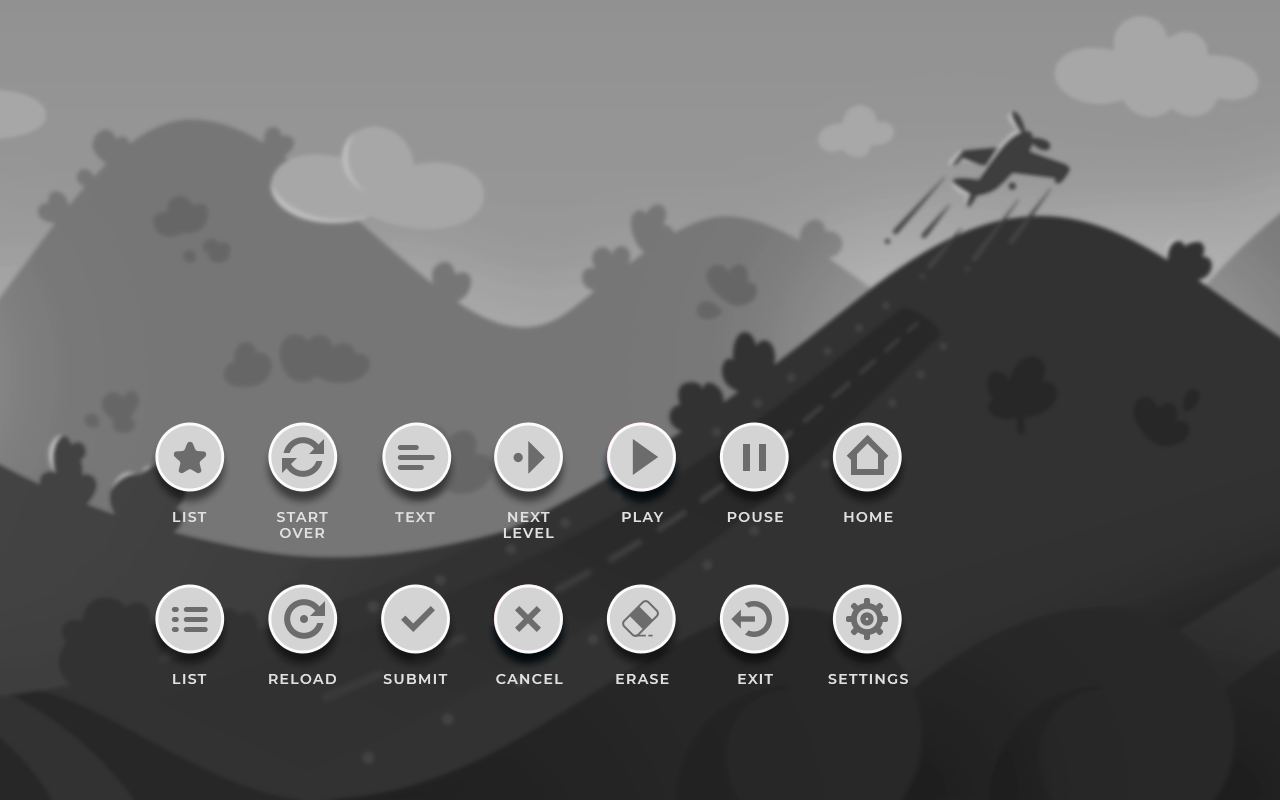 LIST
START
OVER
TEXT
NEXT
LEVEL
PLAY
POUSE
HOME
LIST
RELOAD
SUBMIT
CANCEL
ERASE
EXIT
SETTINGS